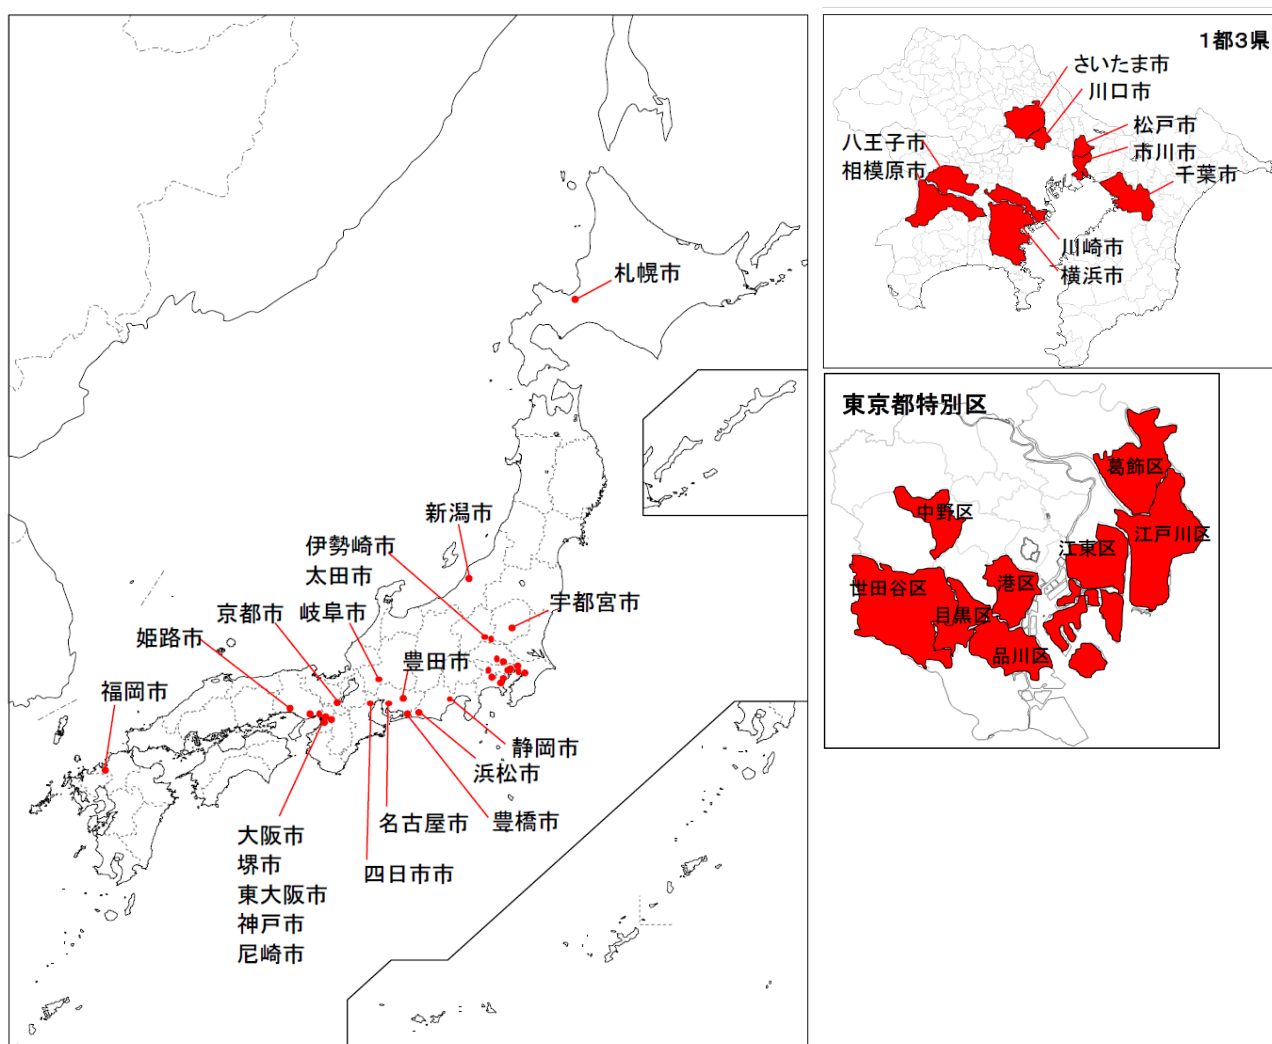 札幌市
新潟市
伊勢崎市
太田市
宇都宮市
京都市
岐阜市
姫路市
豊田市
福岡市
静岡市
浜松市
豊橋市
名古屋市
四日市市
大阪市
堺市
東大阪市
神戸市
尼崎市
1都3県
さいたま市
川口市
松戸市
市川市
千葉市
八王子市
相模原市
川崎市
横浜市
東京都特別区
葛飾区
中野区
江東区
江戸川区
世田谷区
港区
目黒区
品川区